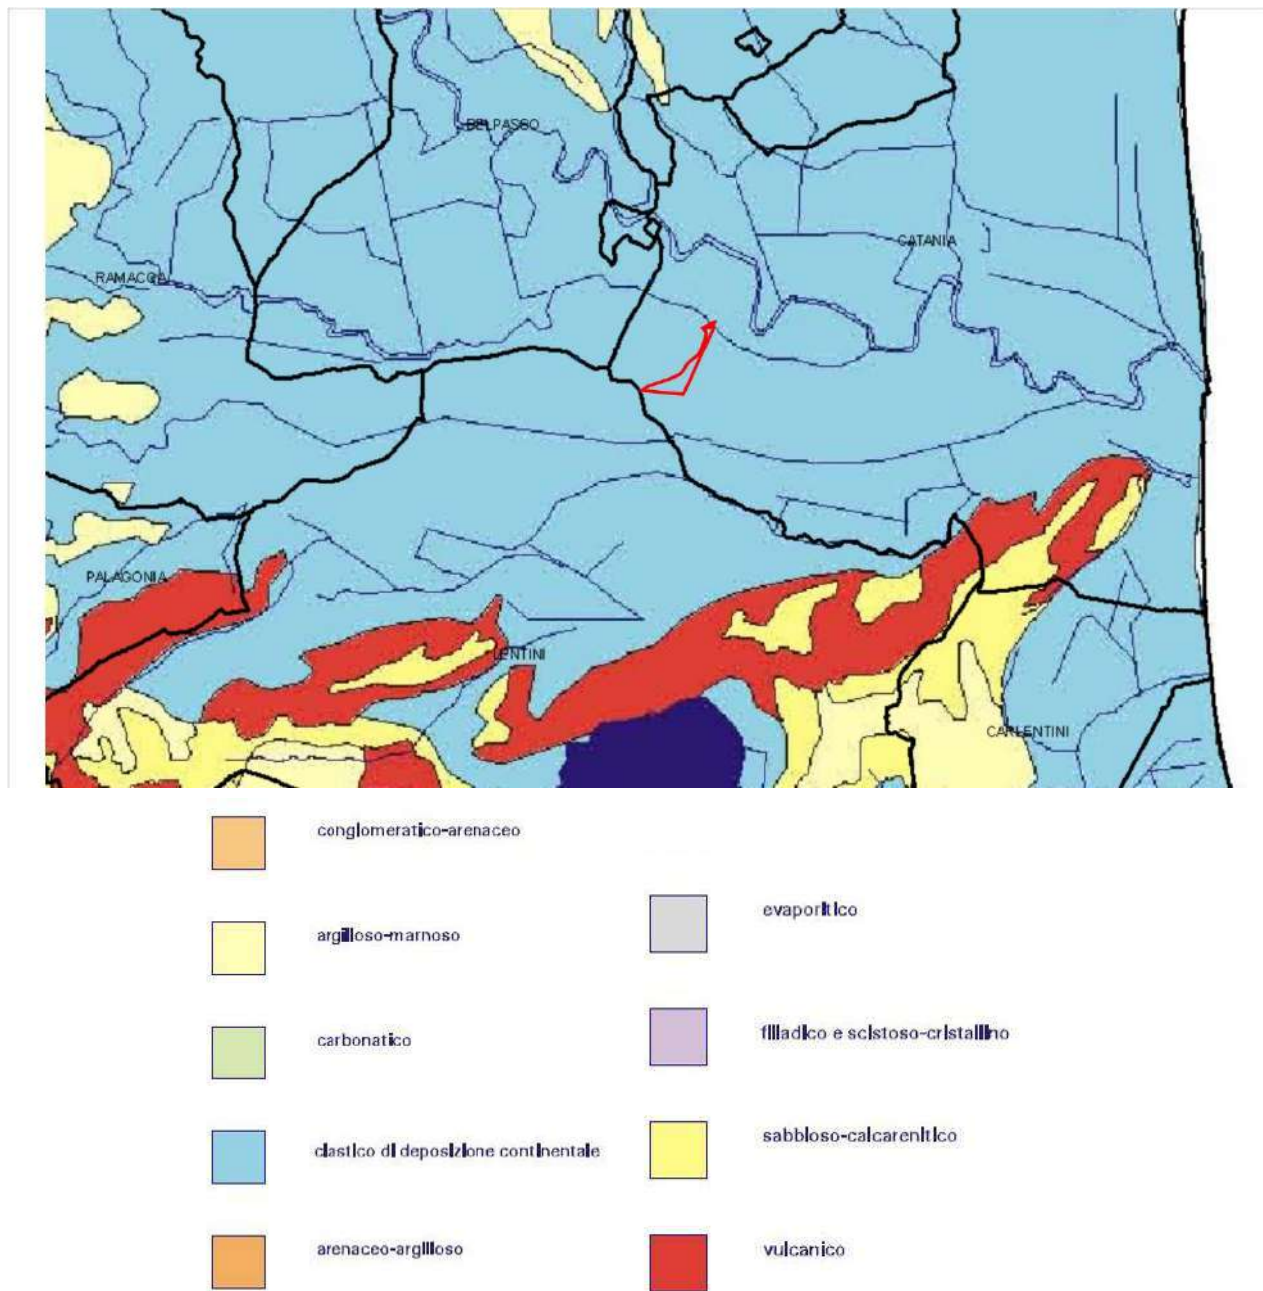 BELPASSO
CATANIA
RAMACCA
PALAGONIA
LENTINI
CARLENTINI
conglomeratico-arenaceo
evaporitico
argilloso-marnoso
filladico e scistoso-cristallino
carbonatico
sabbioso-calcarenitico
clastico di deposizione continentale
arenaceo-argilloso
vulcanico